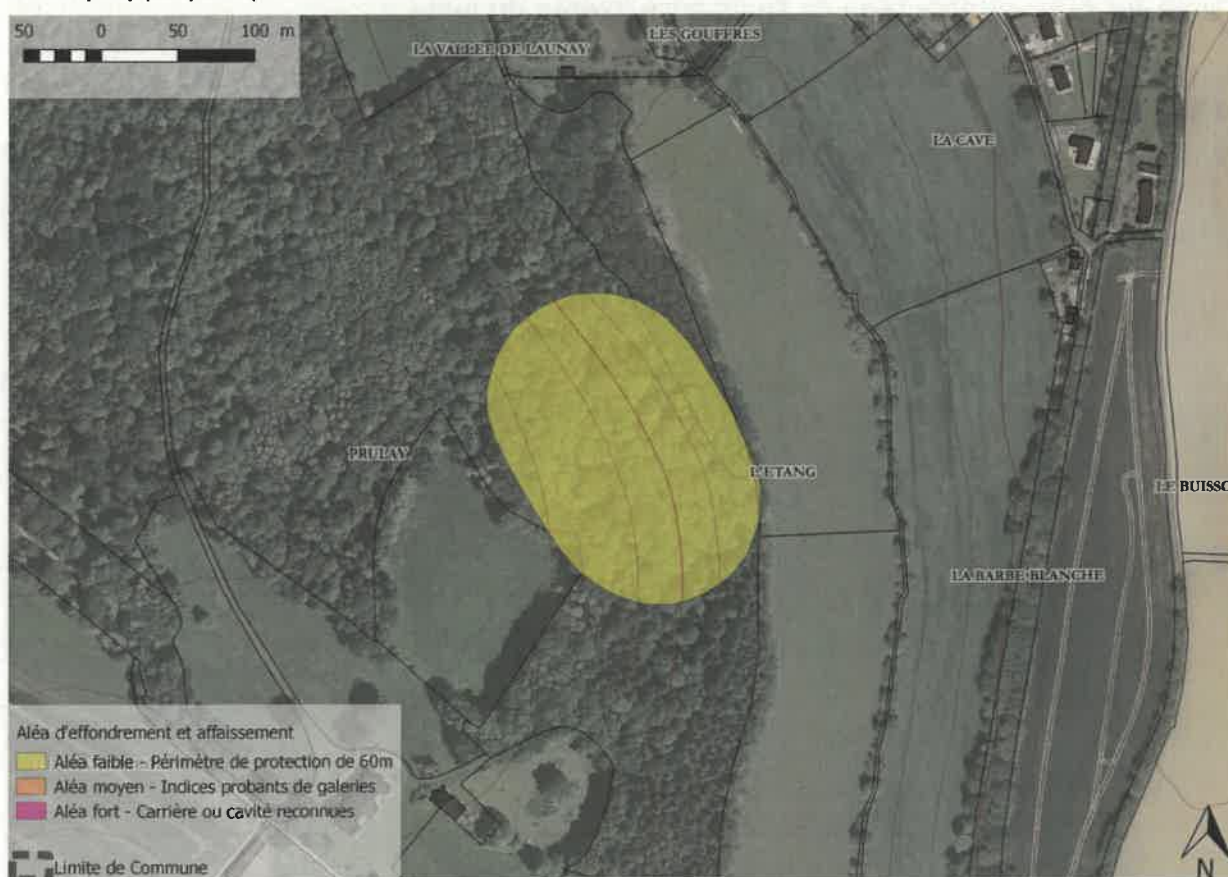 50 0 50 100 m
LA VALLEE DE LAUNAY
LES GOUFFRES
LA CAVE
PRULAY
L'ETANG
LE BUISSO
LA BARBE BLANCHE
Aléa d'effondrement et affaissement
Aléa faible - Périmètre de protection de 60m
Aléa moyen - Indices probants de galeries
Aléa fort - Carrière ou cavité reconnues
Limite de Commune
N